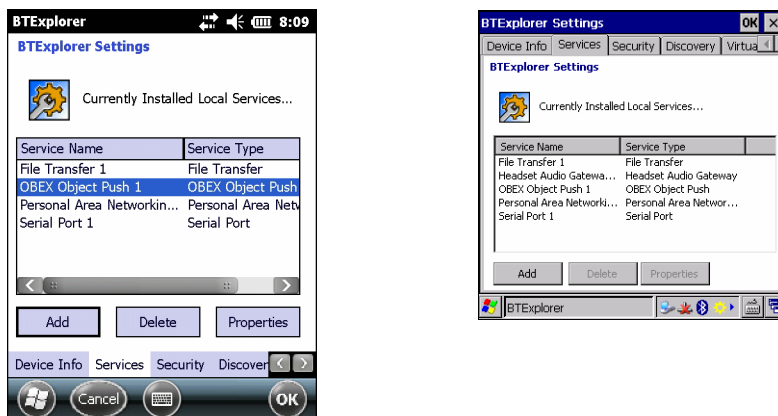 BTExplorer 8:09
BTExplorer Settings
Currently Installed Local Services...
Service Name Service Type
File Transfer 1 File Transfer
OBEX Object Push 1 OBEX Object Push
Personal Area Networkin... Personal Area Netw
Serial Port 1 Serial Port
Add Delete Properties
Device Info Services Security Discover
Cancel OK
BTExplorer Settings OK
Device Info Services Security Discovery Virtua
BTExplorer Settings
Currently Installed Local Services...
Service Name Service Type
File Transfer 1 File Transfer
Headset Audio Gatewa... Headset Audio Gateway
OBEX Object Push 1 OBEX Object Push
Personal Area Networki... Personal Area Networ...
Serial Port 1 Serial Port
Add Delete Properties
BTExplorer